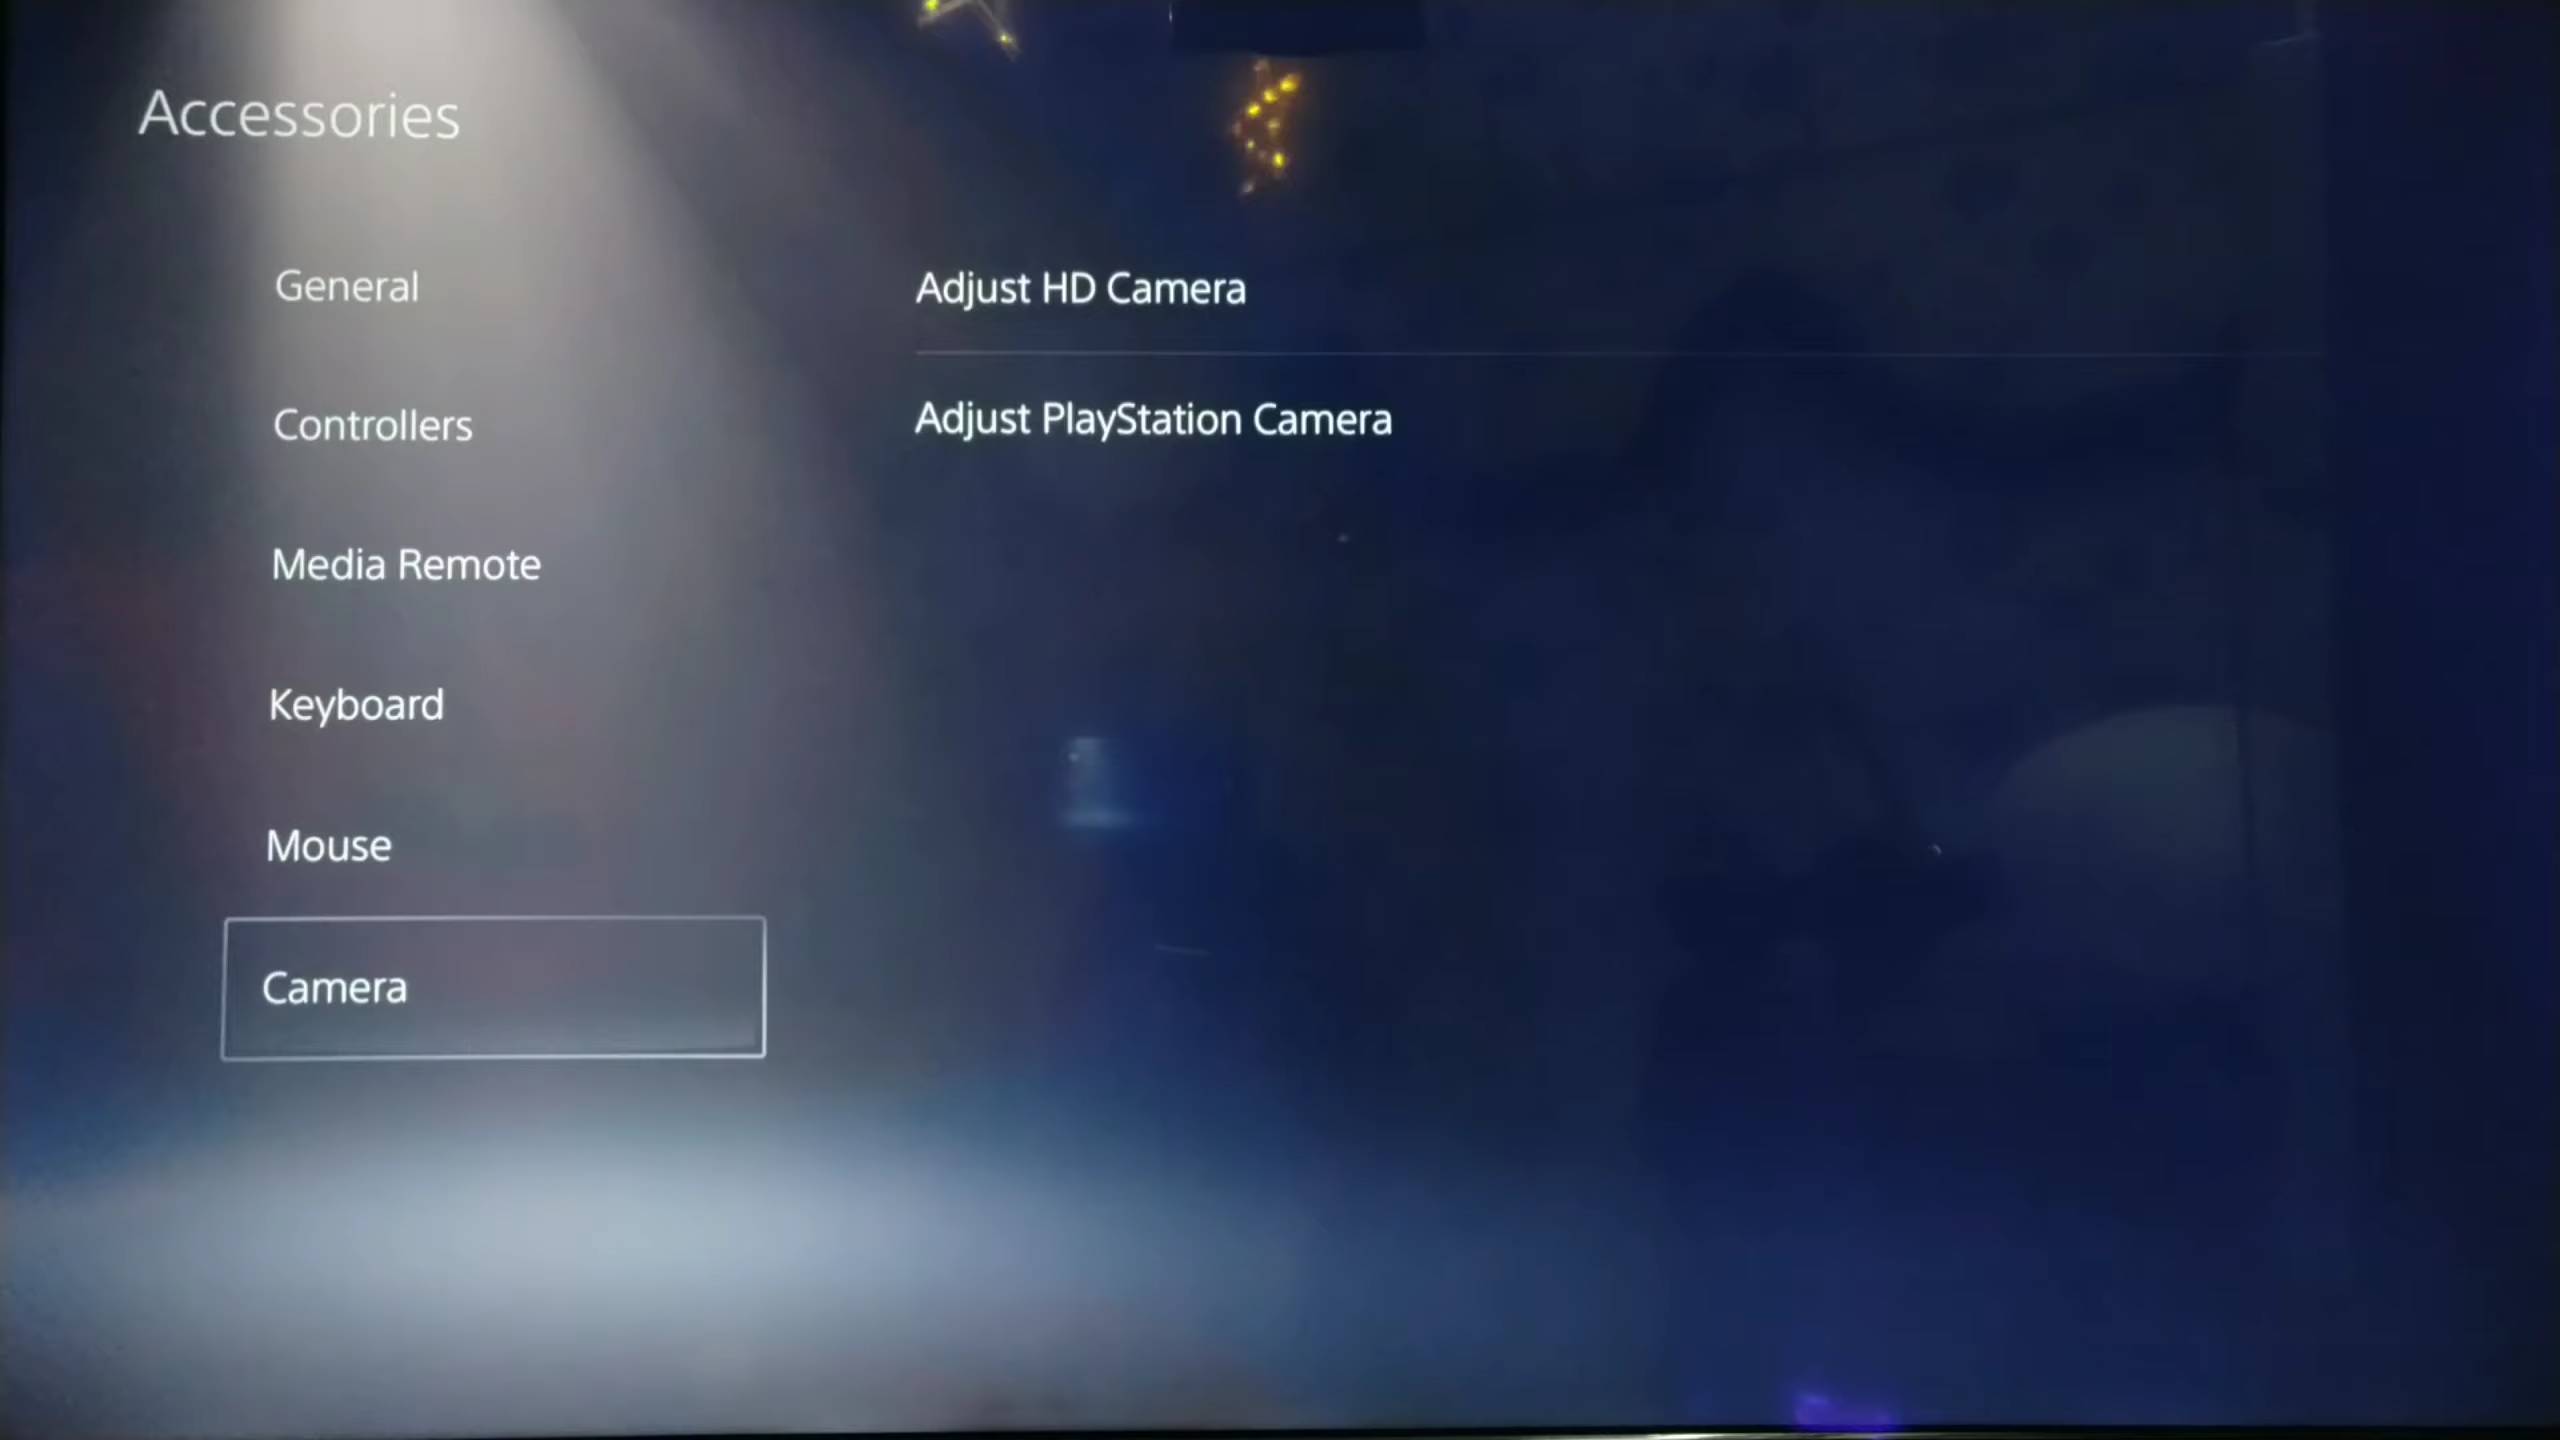 Accessories
General
Controllers
Media Remote
Keyboard
Mouse
Camera
Adjust HD Camera
Adjust PlayStation Camera